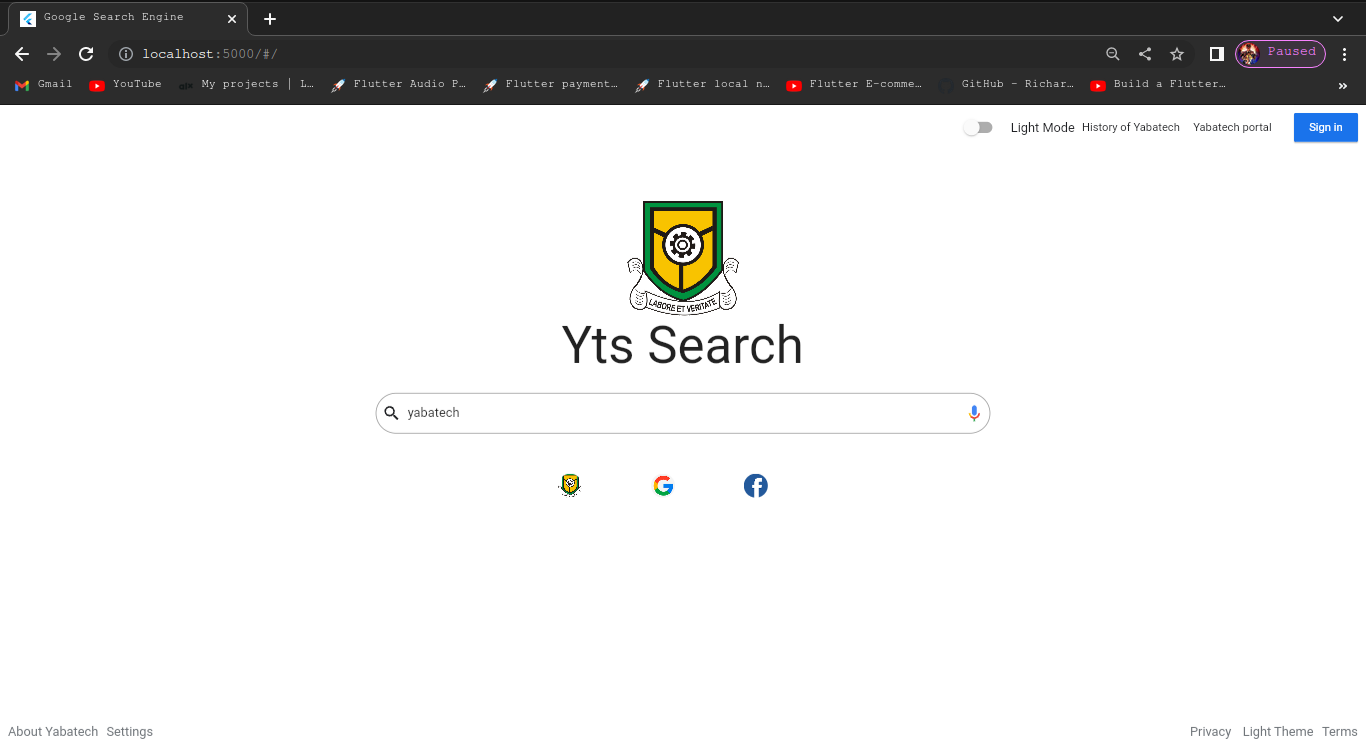 Google Search Engine
localhost:5000/#/
Paused
Gmail YouTube My projects | L… Flutter Audio P… Flutter payment… Flutter local n… Flutter E-comme… GitHub - Richar… Build a Flutter…
Light Mode History of Yabatech Yabatech portal Sign in
LABORE ET VERITATE
Yts Search
yabatech
About Yabatech Settings Privacy Light Theme Terms